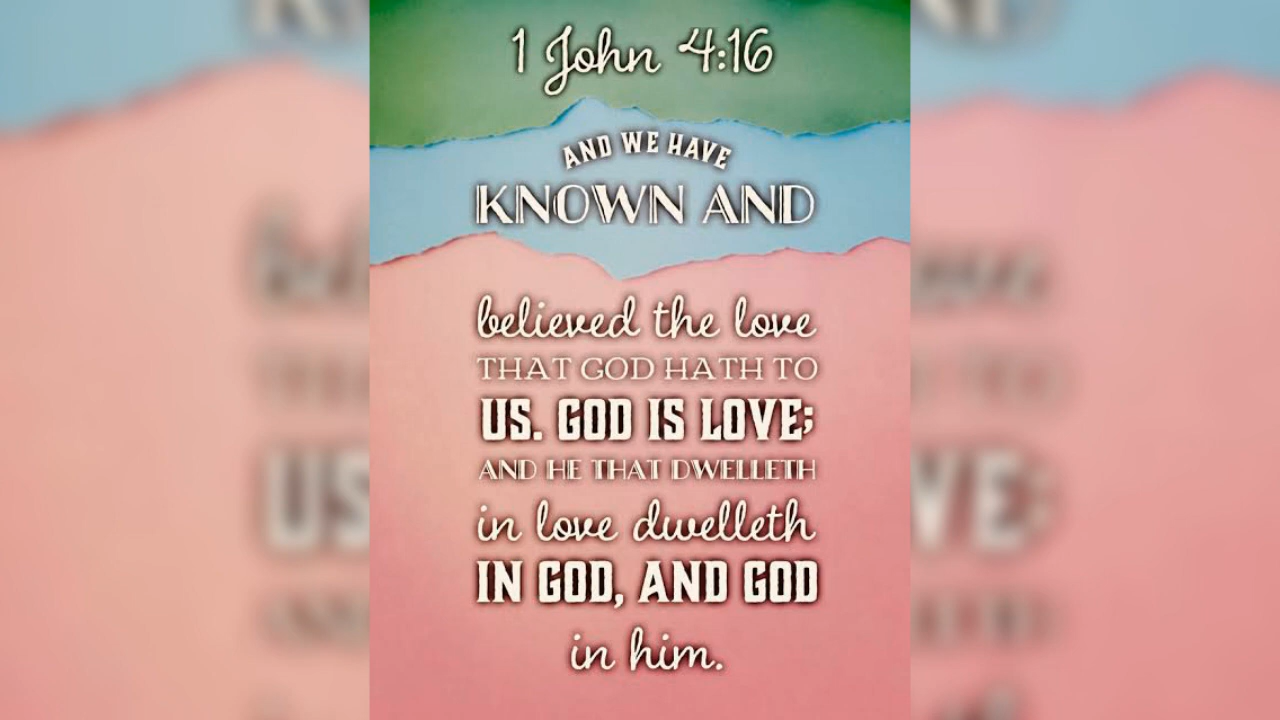 1 John 4:16
AND WE HAVE
KNOWN AND
believed the love
THAT GOD HATH TO
US. GOD IS LOVE;
AND HE THAT DWELLETH
in love dwelleth
IN GOD, AND GOD
in him.